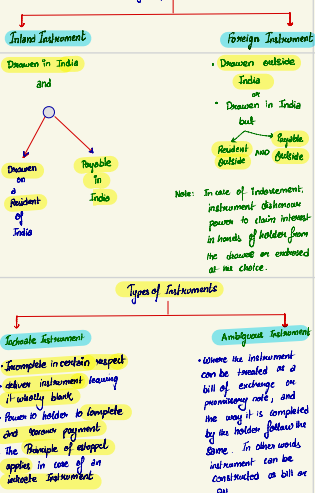 Inland Instrument
Foreign Instrument
Drawen in India
and
Drawen
on
a
Resident
of
India
Payable
in
India
• Drawen outside
India
or
• Drawen in India
but
Resident
outside
AND
Payable
outside
Note: In case of indorsement,
instrument dishonour
power to claim interest
in hands of holder from
the drawee or endorsed
at his choice.
Types of Instruments
Inchoate Instrument
• Incomplete in certain respect
• deliver instrument leaving
it wholly blank
• Power to holder to complete
and payment
The Principle of estoppel
applies in case of an
inchoate Instrument
Ambiguous Instrument
• Where the instrument
can be treated as a
bill of exchange or
promissory note, and
the way it is completed
by the holder follow the
same. In other words
instrument can be
constructed as bill or